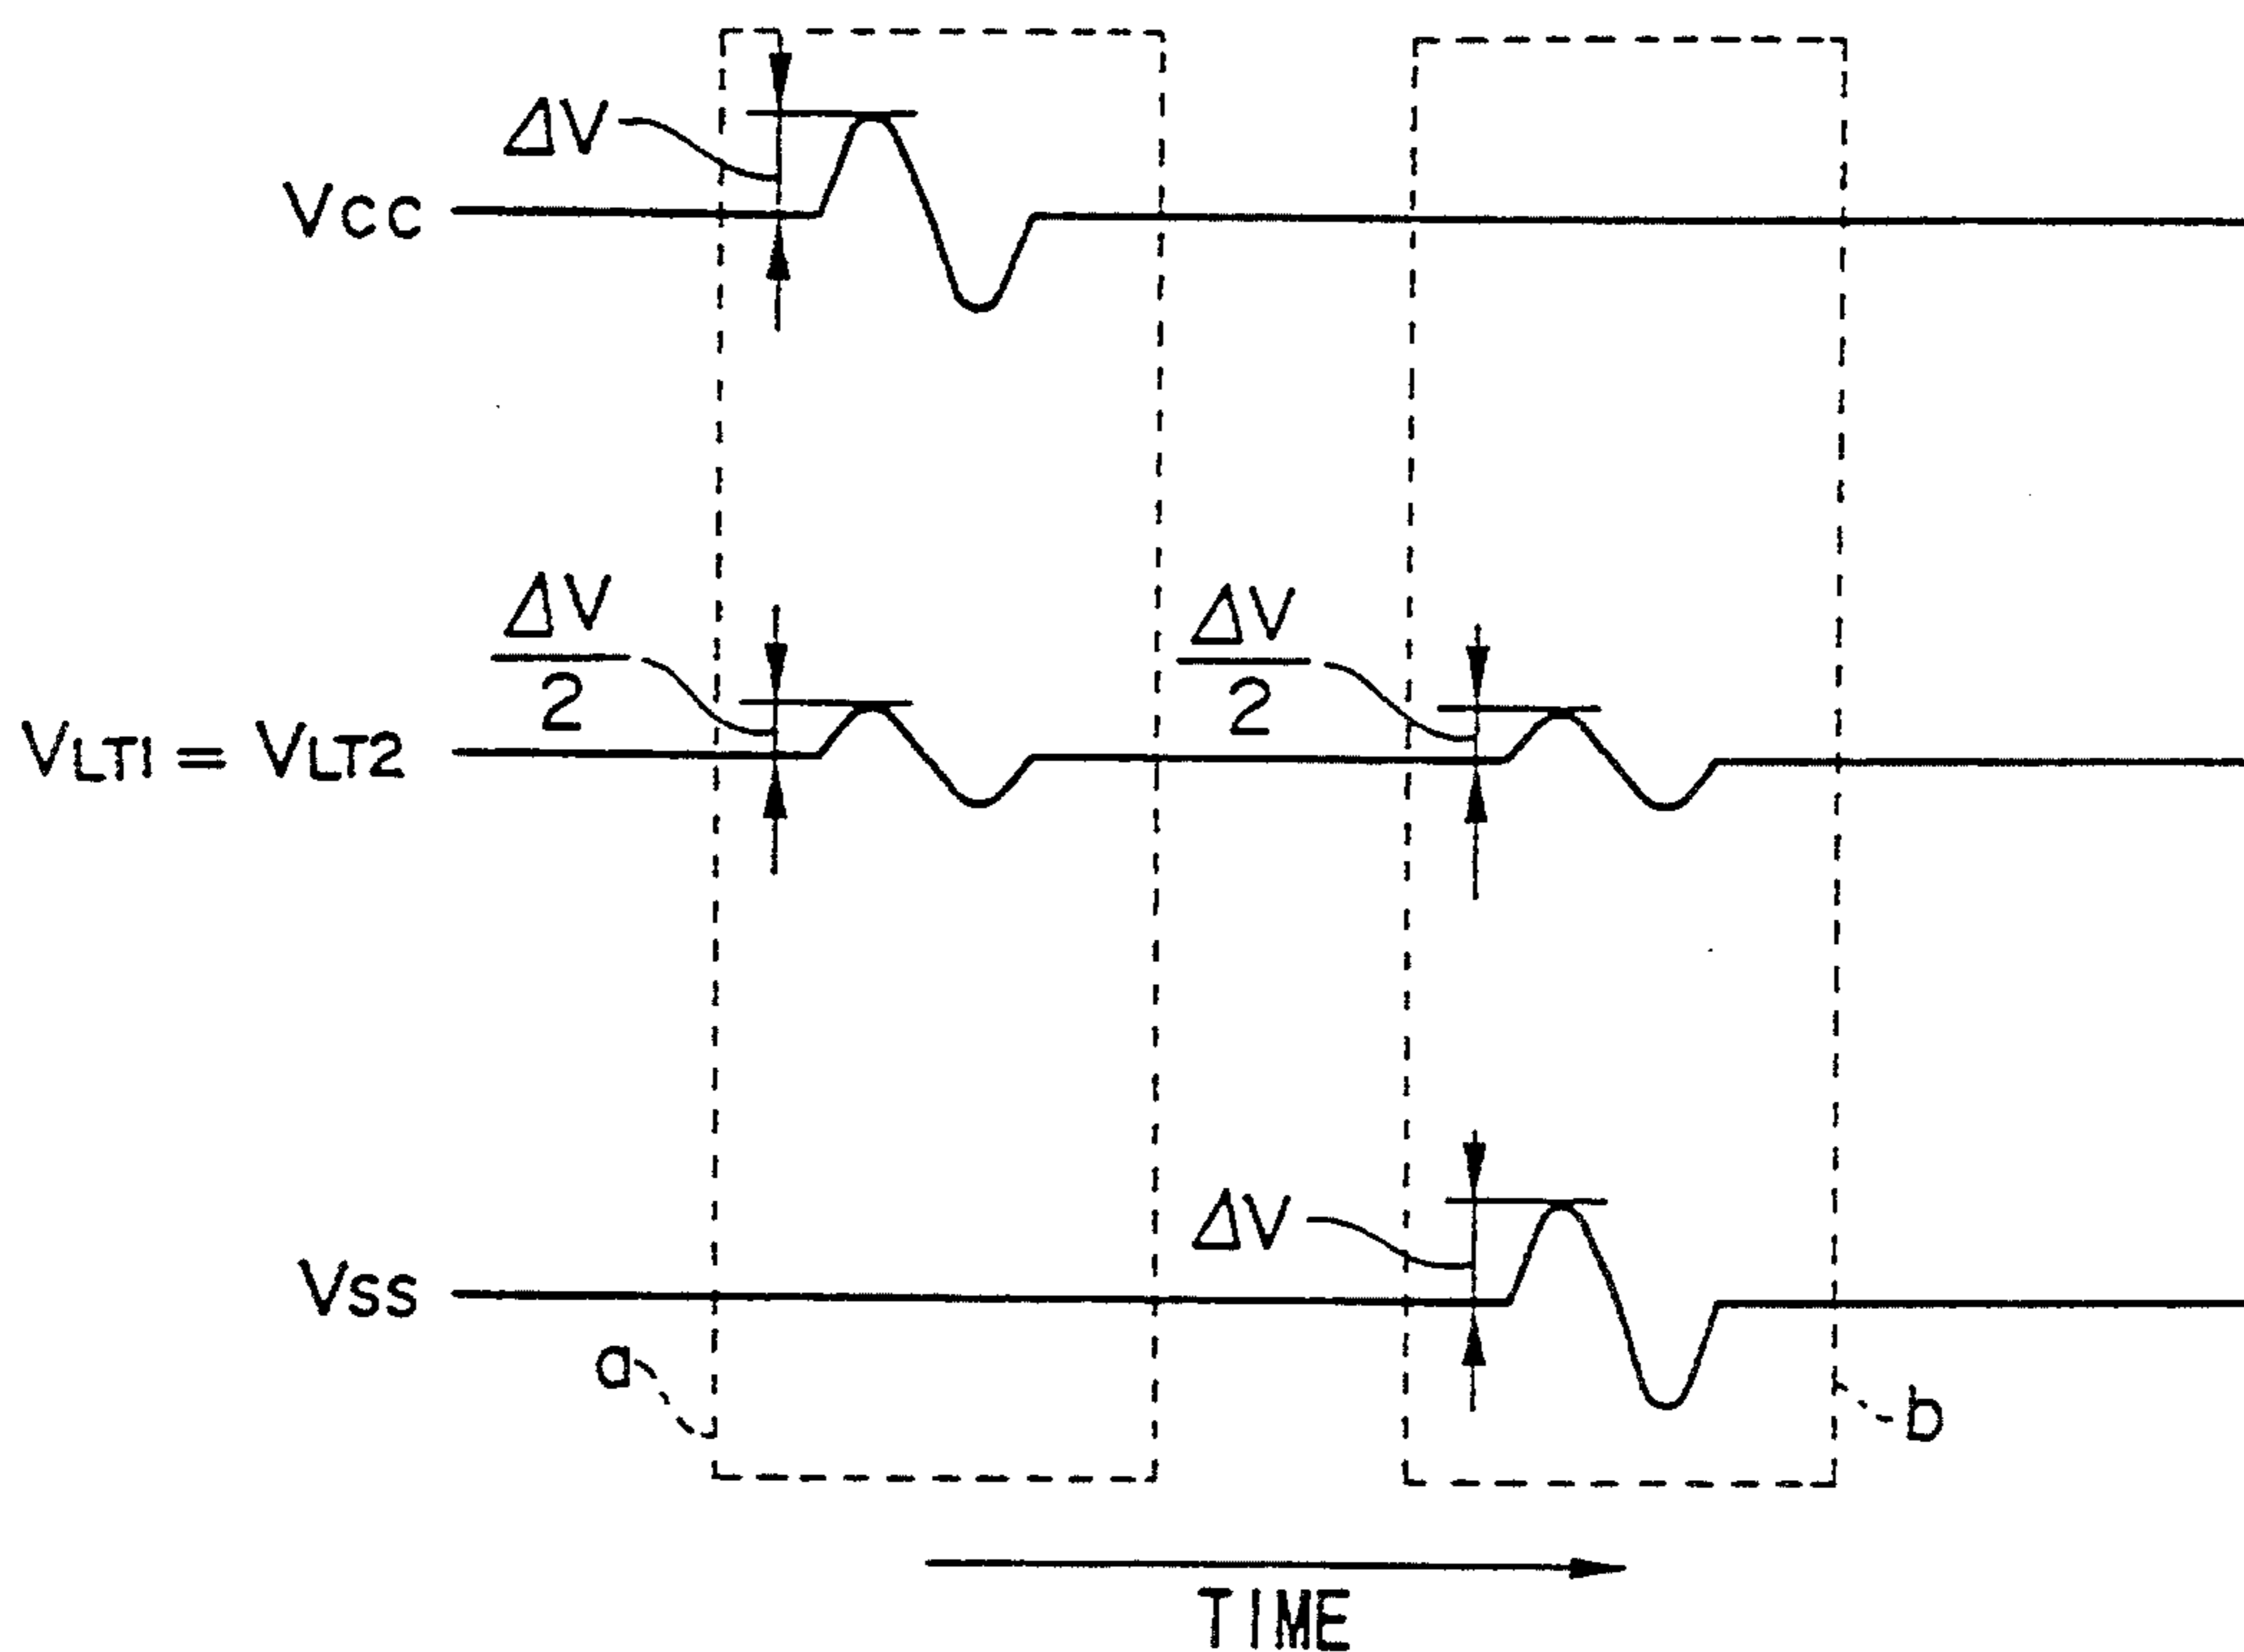 ΔV
VCC
ΔV
2
ΔV
2
VLT1 = VLT2
ΔV
VSS
a
b
TIME